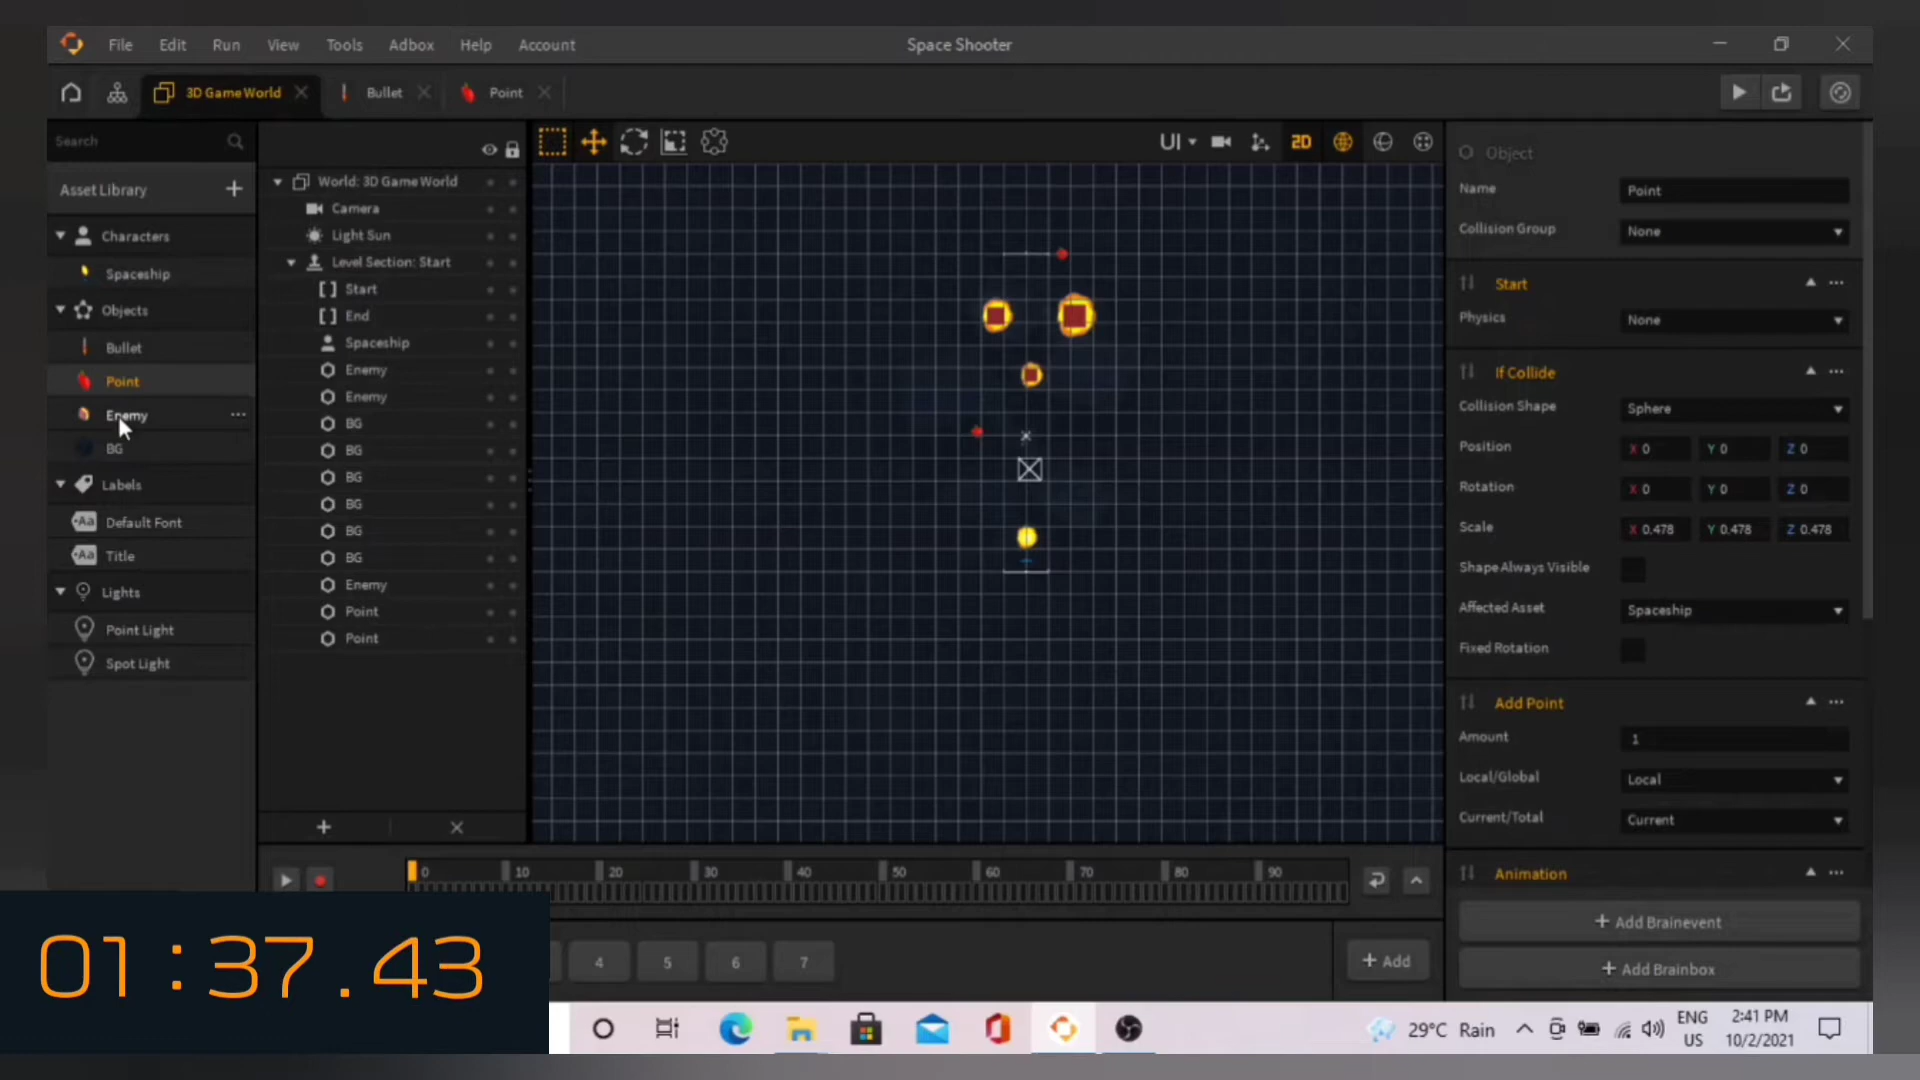 File Edit Run View Tools Adbox Help Account Space Shooter
3D Game World Bullet Point
Search
Asset Library
Characters
Spaceship
Objects
Bullet
Point
Enemy
BG
Labels
Aa Default Font
Aa Title
Lights
Point Light
Spot Light
World: 3D Game World
Camera
Light Sun
Level Section: Start
Start
End
Spaceship
Enemy
Enemy
BG
BG
BG
BG
BG
BG
Enemy
Point
Point
UI 2D
Object
Name Point
Collision Group None
Start
Physics None
If Collide
Collision Shape Sphere
Position X 0 Y 0 Z 0
Rotation X 0 Y 0 Z 0
Scale X 0.478 Y 0.478 Z 0.478
Shape Always Visible
Affected Asset Spaceship
Fixed Rotation
Add Point
Amount 1
Local/Global Local
Current/Total Current
Animation
+ Add Brainevent
+ Add Brainbox
0 10 20 30 40 50 60 70 80 90
4 5 6 7 + Add
01:37.43
29°C Rain ENG US 2:41 PM 10/2/2021